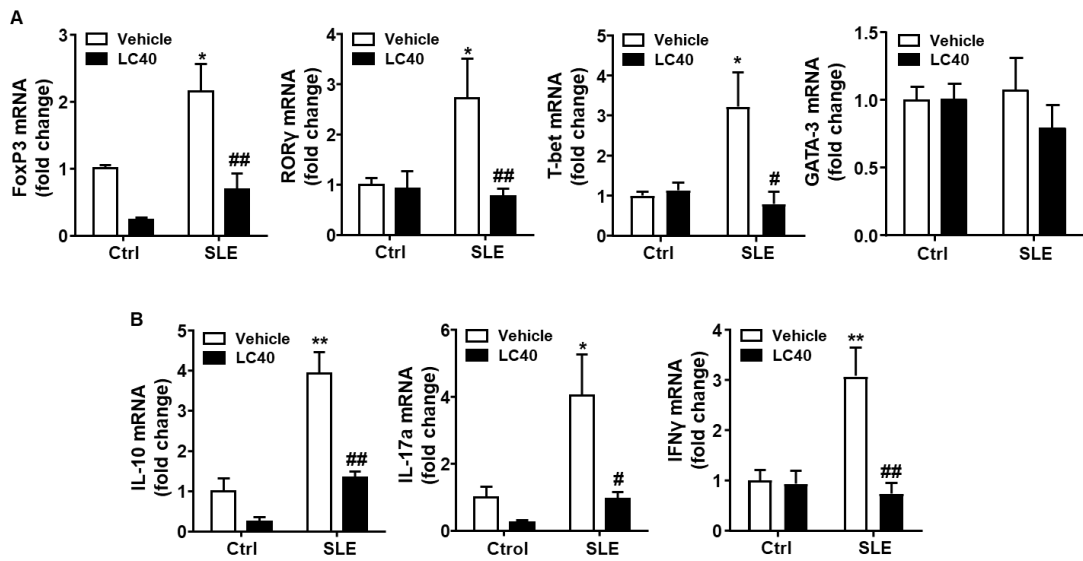 A
FoxP3 mRNA
(fold change)
3
2
1
0
Vehicle
LC40
*
##
Ctrl
SLE
RORγ mRNA
(fold change)
4
3
2
1
0
Vehicle
LC40
*
##
Ctrl
SLE
T-bet mRNA
(fold change)
5
4
3
2
1
0
Vehicle
LC40
*
#
Ctrl
SLE
GATA-3 mRNA
(fold change)
1.5
1.0
0.5
0.0
Vehicle
LC40
Ctrl
SLE
B
IL-10 mRNA
(fold change)
5
4
3
2
1
0
Vehicle
LC40
**
##
Ctrl
SLE
IL-17a mRNA
(fold change)
6
4
2
0
Vehicle
LC40
*
#
Ctrol
SLE
IFNγ mRNA
(fold change)
4
3
2
1
0
Vehicle
LC40
**
##
Ctrl
SLE